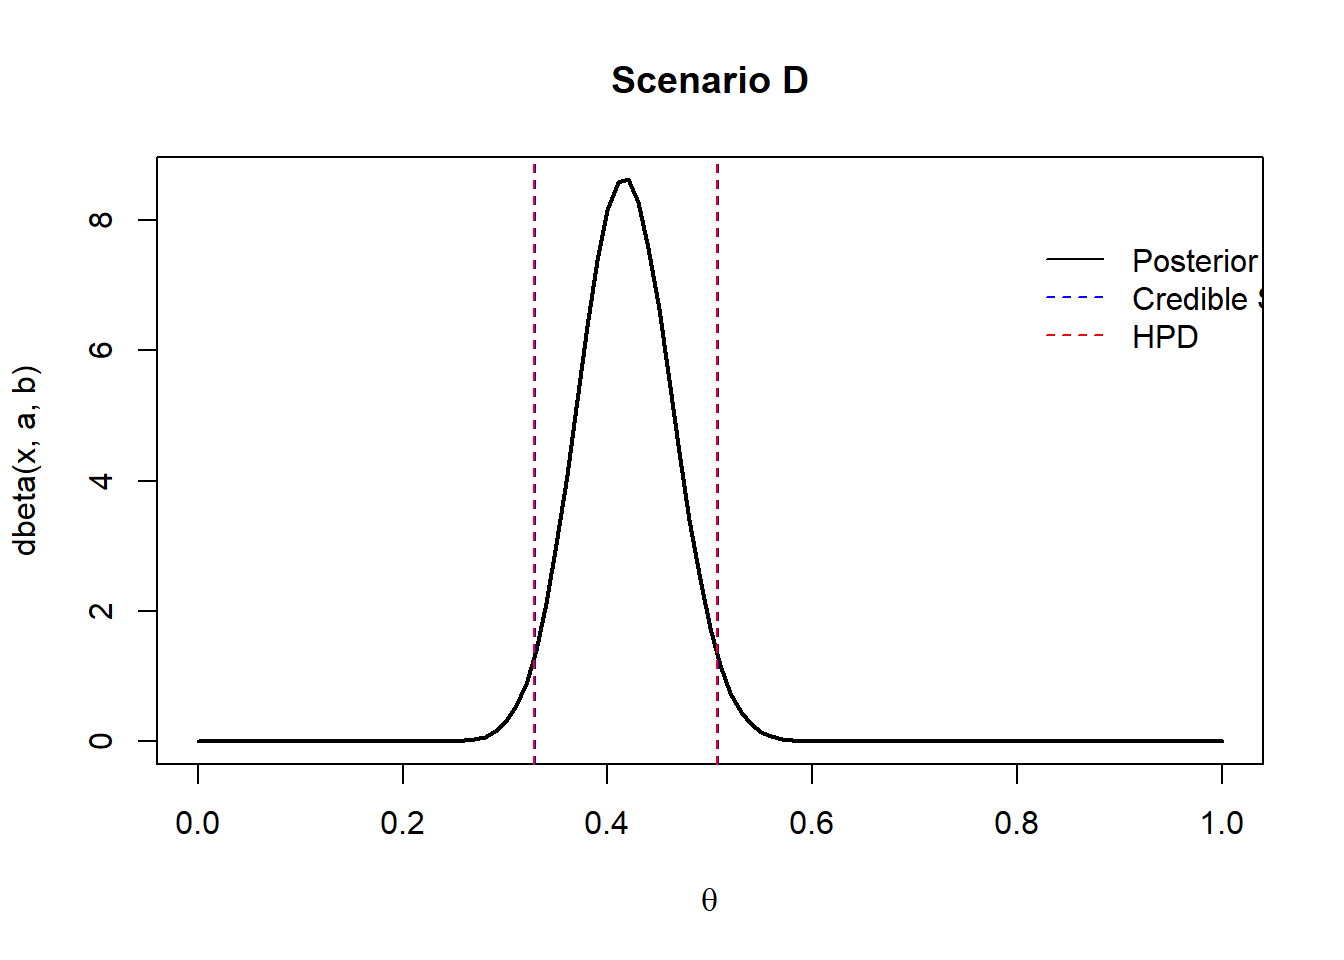 Scenario D
dbeta(x, a, b)
8
6
4
2
0
Posterior
Credible
HPD
0.0 0.2 0.4 0.6 0.8 1.0
θ